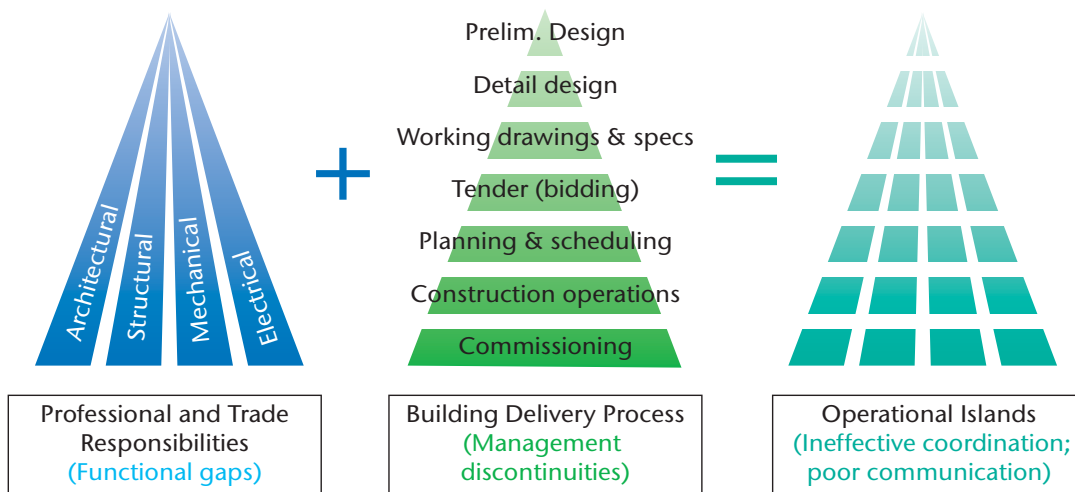 Architectural
Structural
Mechanical
Electrical
+
Prelim. Design
Detail design
Working drawings & specs
Tender (bidding)
Planning & scheduling
Construction operations
Commissioning
=
Professional and Trade
Responsibilities
(Functional gaps)
Building Delivery Process
(Management
discontinuities)
Operational Islands
(Ineffective coordination;
poor communication)